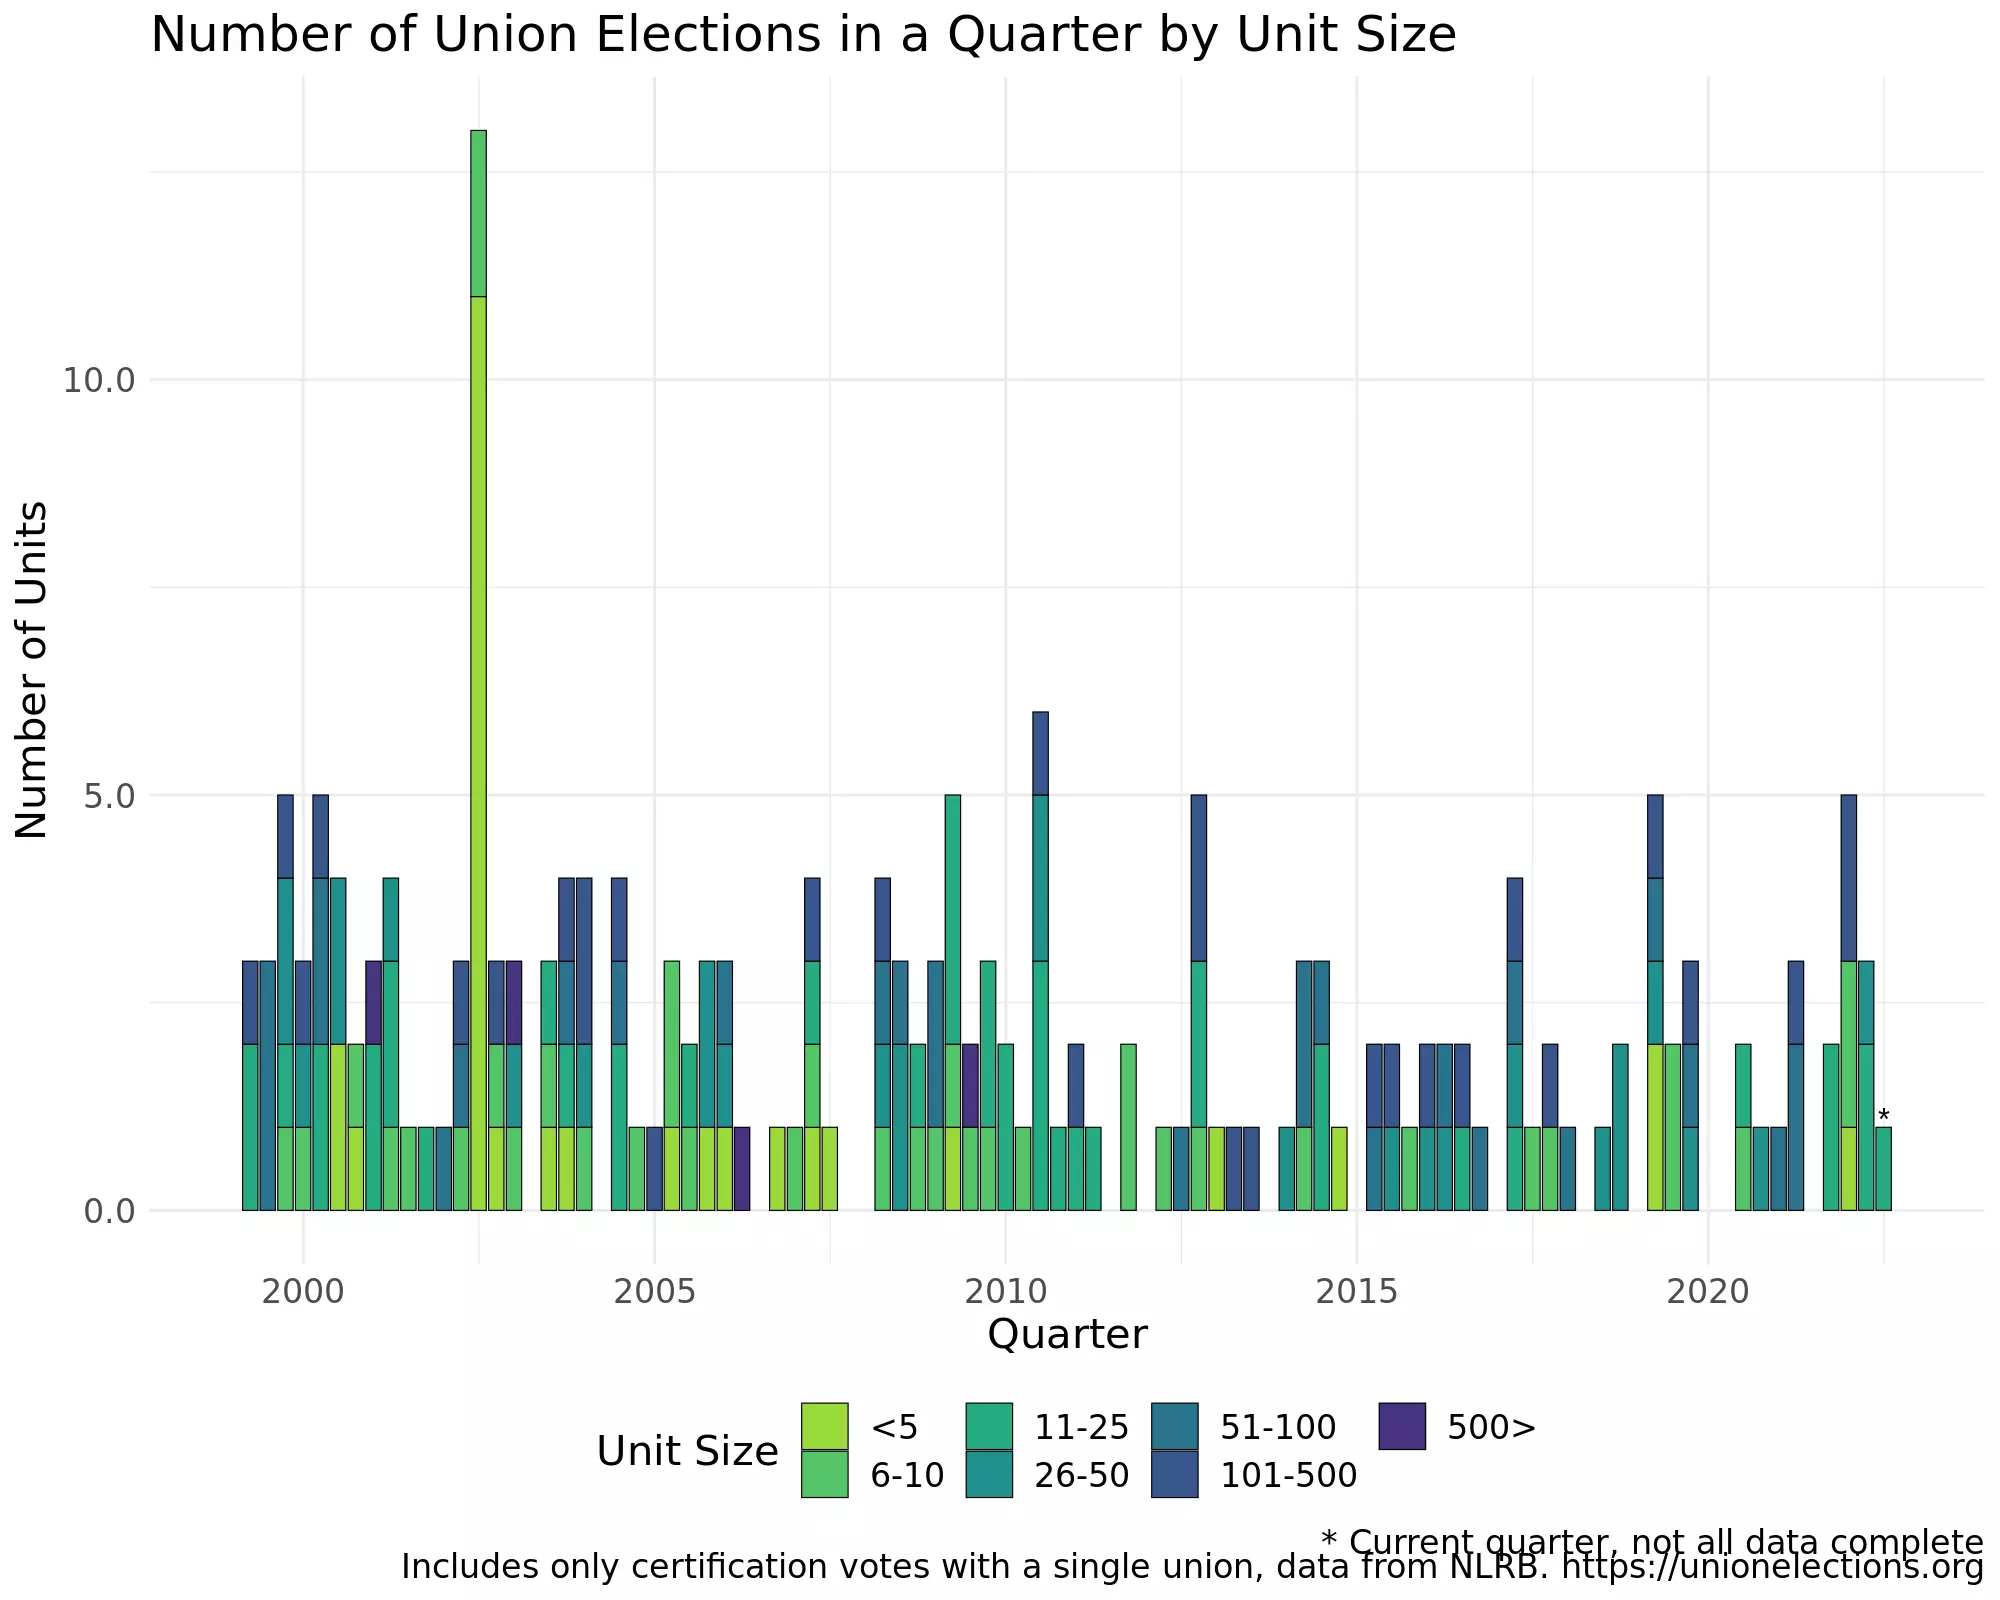 Number of Union Elections in a Quarter by Unit Size
Number of Units
10.0
5.0
0.0
*
2000 2005 2010 2015 2020
Quarter
Unit Size
<5 11-25 51-100 500>
6-10 26-50 101-500
* Current quarter, not all data complete
Includes only certification votes with a single union, data from NLRB. https://unionelections.org